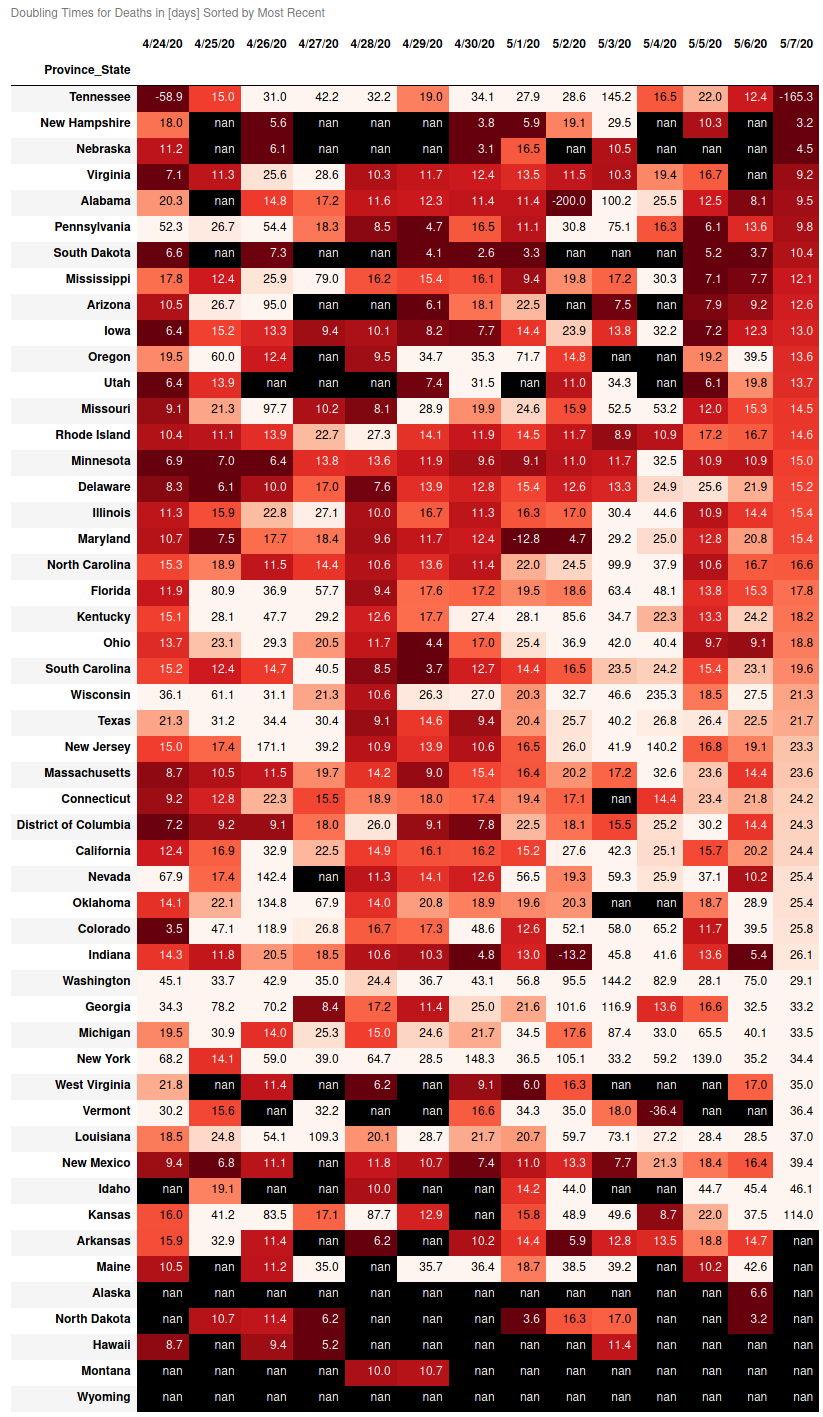 Doubling Times for Deaths in [days] Sorted by Most Recent
4/24/20 4/25/20 4/26/20 4/27/20 4/28/20 4/29/20 4/30/20 5/1/20 5/2/20 5/3/20 5/4/20 5/5/20 5/6/20 5/7/20
Province_State
Tennessee -58.9 15.0 31.0 42.2 32.2 19.0 34.1 27.9 28.6 145.2 16.5 22.0 12.4 -165.3
New Hampshire 18.0 nan 5.6 nan nan nan 3.8 5.9 19.1 29.5 nan 10.3 nan 3.2
Nebraska 11.2 nan 6.1 nan nan nan 3.1 16.5 nan 10.5 nan nan nan 4.5
Virginia 7.1 11.3 25.6 28.6 10.3 11.7 12.4 13.5 11.5 10.3 19.4 16.7 nan 9.2
Alabama 20.3 nan 14.8 17.2 11.6 12.3 11.4 11.4 -200.0 100.2 25.5 12.5 8.1 9.5
Pennsylvania 52.3 26.7 54.4 18.3 8.5 4.7 16.5 11.1 30.8 75.1 16.3 6.1 13.6 9.8
South Dakota 6.6 nan 7.3 nan nan 4.1 2.6 3.3 nan nan nan 5.2 3.7 10.4
Mississippi 17.8 12.4 25.9 79.0 16.2 15.4 16.1 9.4 19.8 17.2 30.3 7.1 7.7 12.1
Arizona 10.5 26.7 95.0 nan nan 6.1 18.1 22.5 nan 7.5 nan 7.9 9.2 12.6
Iowa 6.4 15.2 13.3 9.4 10.1 8.2 7.7 14.4 23.9 13.8 32.2 7.2 12.3 13.0
Oregon 19.5 60.0 12.4 nan 9.5 34.7 35.3 71.7 14.8 nan nan 19.2 39.5 13.6
Utah 6.4 13.9 nan nan nan 7.4 31.5 nan 11.0 34.3 nan 6.1 19.8 13.7
Missouri 9.1 21.3 97.7 10.2 8.1 28.9 19.9 24.6 15.9 52.5 53.2 12.0 15.3 14.5
Rhode Island 10.4 11.1 13.9 22.7 27.3 14.1 11.9 14.5 11.7 8.9 10.9 17.2 16.7 14.6
Minnesota 6.9 7.0 6.4 13.8 13.6 11.9 9.6 9.1 11.0 11.7 32.5 10.9 10.9 15.0
Delaware 8.3 6.1 10.0 17.0 7.6 13.9 12.8 15.4 12.6 13.3 24.9 25.6 21.9 15.2
Illinois 11.3 15.9 22.8 27.1 10.0 16.7 11.3 16.3 17.0 30.4 44.6 10.9 14.4 15.4
Maryland 10.7 7.5 17.7 18.4 9.6 11.7 12.4 -12.8 4.7 29.2 25.0 12.8 20.8 15.4
North Carolina 15.3 18.9 11.5 14.4 10.6 13.6 11.4 22.0 24.5 99.9 37.9 10.6 16.7 16.6
Florida 11.9 80.9 36.9 57.7 9.4 17.6 17.2 19.5 18.6 63.4 48.1 13.8 15.3 17.8
Kentucky 15.1 28.1 47.7 29.2 12.6 17.7 27.4 28.1 85.6 34.7 22.3 13.3 24.2 18.2
Ohio 13.7 23.1 29.3 20.5 11.7 4.4 17.0 25.4 36.9 42.0 40.4 9.7 9.1 18.8
South Carolina 15.2 12.4 14.7 40.5 8.5 3.7 12.7 14.4 16.5 23.5 24.2 15.4 23.1 19.6
Wisconsin 36.1 61.1 31.1 21.3 10.6 26.3 27.0 20.3 32.7 46.6 235.3 18.5 27.5 21.3
Texas 21.3 31.2 34.4 30.4 9.1 14.6 9.4 20.4 25.7 40.2 26.8 26.4 22.5 21.7
New Jersey 15.0 17.4 171.1 39.2 10.9 13.9 10.6 16.5 26.0 41.9 140.2 16.8 19.1 23.3
Massachusetts 8.7 10.5 11.5 19.7 14.2 9.0 15.4 16.4 20.2 17.2 32.6 23.6 14.4 23.6
Connecticut 9.2 12.8 22.3 15.5 18.9 18.0 17.4 19.4 17.1 nan 14.4 23.4 21.8 24.2
District of Columbia 7.2 9.2 9.1 18.0 26.0 9.1 7.8 22.5 18.1 15.5 25.2 30.2 14.4 24.3
California 12.4 16.9 32.9 22.5 14.9 16.1 16.2 15.2 27.6 42.3 25.1 15.7 20.2 24.4
Nevada 67.9 17.4 142.4 nan 11.3 14.1 12.6 56.5 19.3 59.3 25.9 37.1 10.2 25.4
Oklahoma 14.1 22.1 134.8 67.9 14.0 20.8 18.9 19.6 20.3 nan nan 18.7 28.9 25.4
Colorado 3.5 47.1 118.9 26.8 16.7 17.3 48.6 12.6 52.1 58.0 65.2 11.7 39.5 25.8
Indiana 14.3 11.8 20.5 18.5 10.6 10.3 4.8 13.0 -13.2 45.8 41.6 13.6 5.4 26.1
Washington 45.1 33.7 42.9 35.0 24.4 36.7 43.1 56.8 95.5 144.2 82.9 28.1 75.0 29.1
Georgia 34.3 78.2 70.2 8.4 17.2 11.4 25.0 21.6 101.6 116.9 13.6 16.6 32.5 33.2
Michigan 19.5 30.9 14.0 25.3 15.0 24.6 21.7 34.5 17.6 87.4 33.0 65.5 40.1 33.5
New York 68.2 14.1 59.0 39.0 64.7 28.5 148.3 36.5 105.1 33.2 59.2 139.0 35.2 34.4
West Virginia 21.8 nan 11.4 nan 6.2 nan 9.1 6.0 16.3 nan nan nan 17.0 35.0
Vermont 30.2 15.6 nan 32.2 nan nan 16.6 34.3 35.0 18.0 -36.4 nan nan 36.4
Louisiana 18.5 24.8 54.1 109.3 20.1 28.7 21.7 20.7 59.7 73.1 27.2 28.4 28.5 37.0
New Mexico 9.4 6.8 11.1 nan 11.8 10.7 7.4 11.0 13.3 7.7 21.3 18.4 16.4 39.4
Idaho nan 19.1 nan nan 10.0 nan nan 14.2 44.0 nan nan 44.7 45.4 46.1
Kansas 16.0 41.2 83.5 17.1 87.7 12.9 nan 15.8 48.9 49.6 8.7 22.0 37.5 114.0
Arkansas 15.9 32.9 11.4 nan 6.2 nan 10.2 14.4 5.9 12.8 13.5 18.8 14.7 nan
Maine 10.5 nan 11.2 35.0 nan 35.7 36.4 18.7 38.5 39.2 nan 10.2 42.6 nan
Alaska nan nan nan nan nan nan nan nan nan nan nan nan 6.6 nan
North Dakota nan 10.7 11.4 6.2 nan nan nan 3.6 16.3 17.0 nan nan 3.2 nan
Hawaii 8.7 nan 9.4 5.2 nan nan nan nan nan 11.4 nan nan nan nan
Montana nan nan nan nan 10.0 10.7 nan nan nan nan nan nan nan nan
Wyoming nan nan nan nan nan nan nan nan nan nan nan nan nan nan